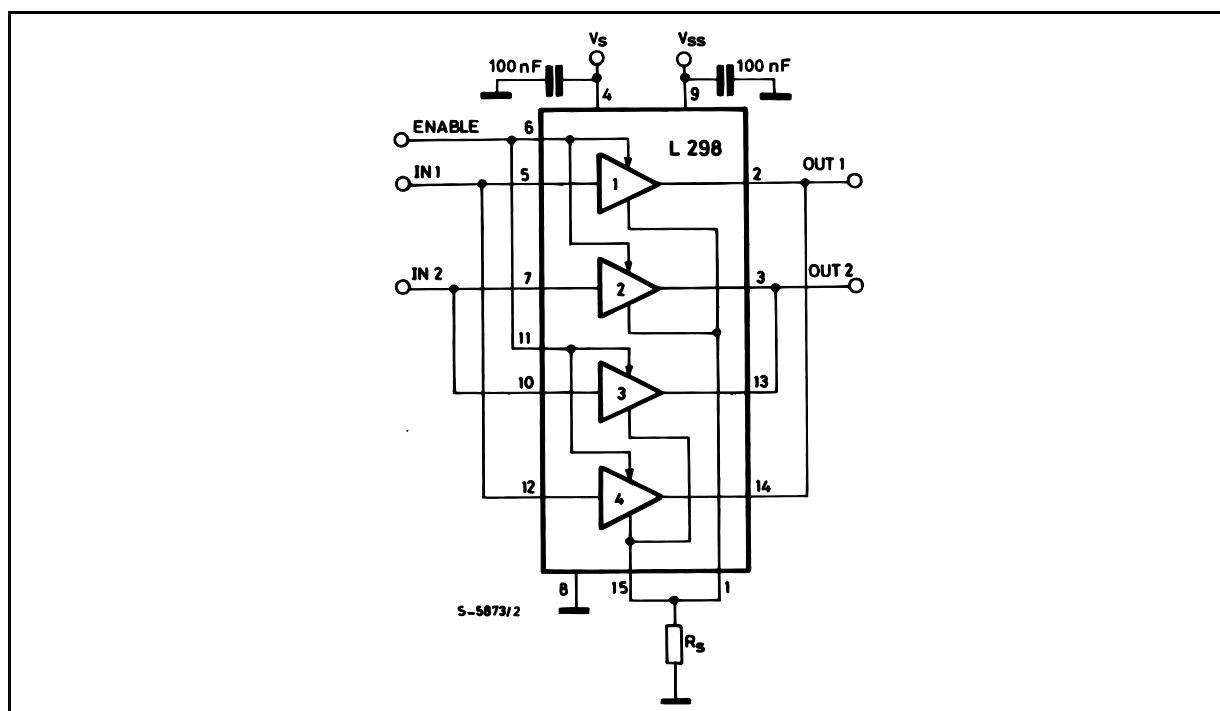 VS VSS
100 nF 100 nF
4 9
ENABLE 6
L 298
IN 1 5 1 2 OUT 1
IN 2 7 2 3 OUT 2
11
10 3 13
12 4 14
8 15 1
S-5873/2
RS